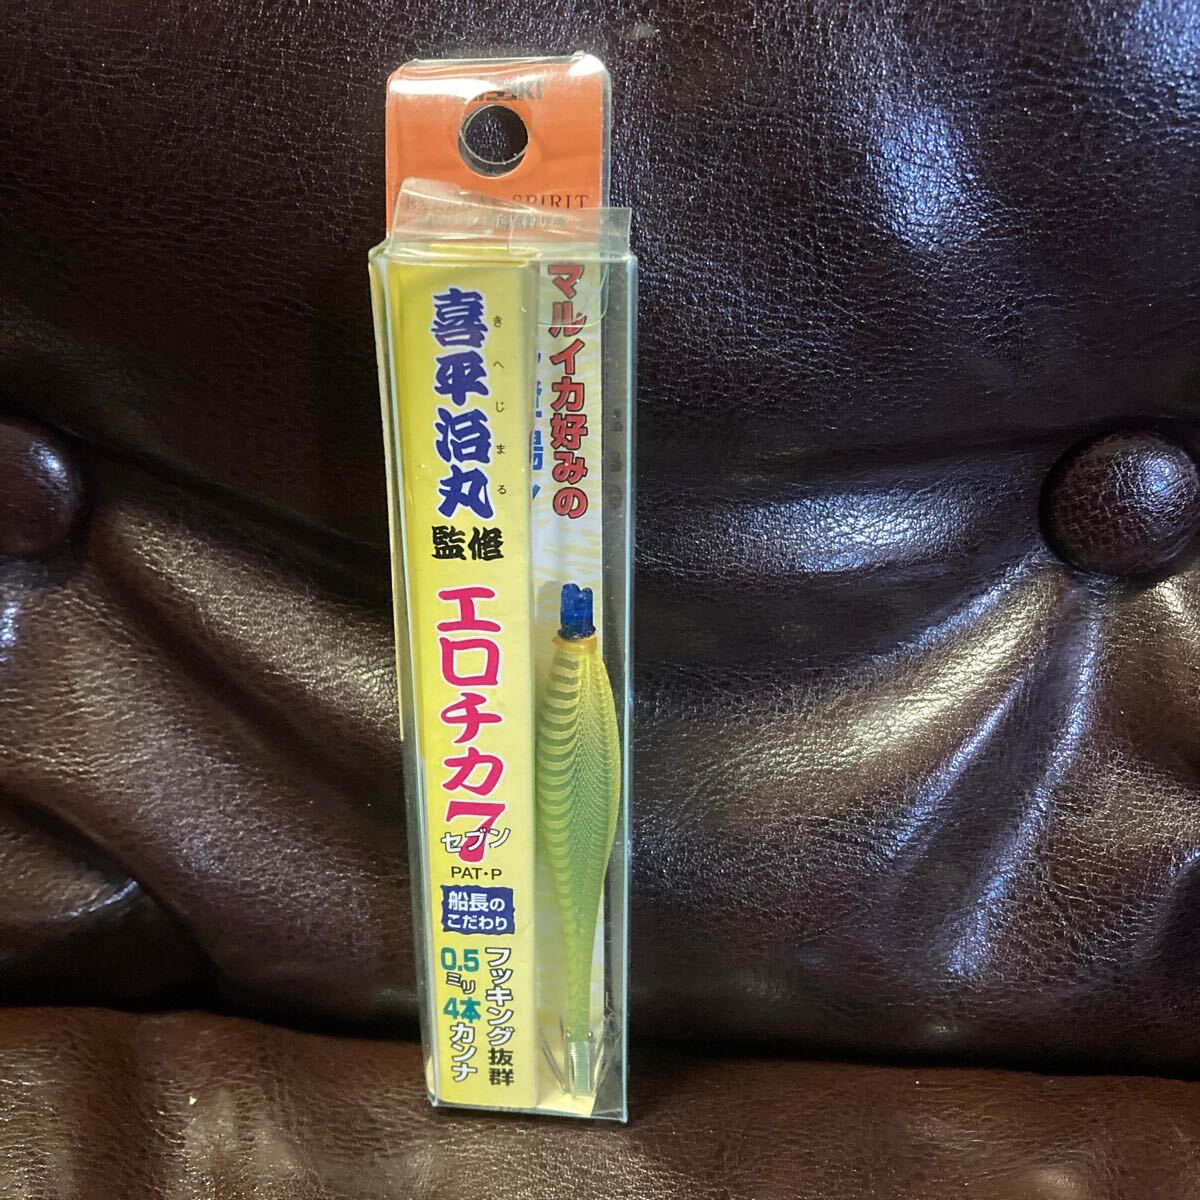 SPIRIT
マルイカ好みの
喜平治丸
きへじまる
監修
エロチカ7
セブン
PAT・P
船長の
こだわり
フッキング抜群
0.5ミリ4本カンナ